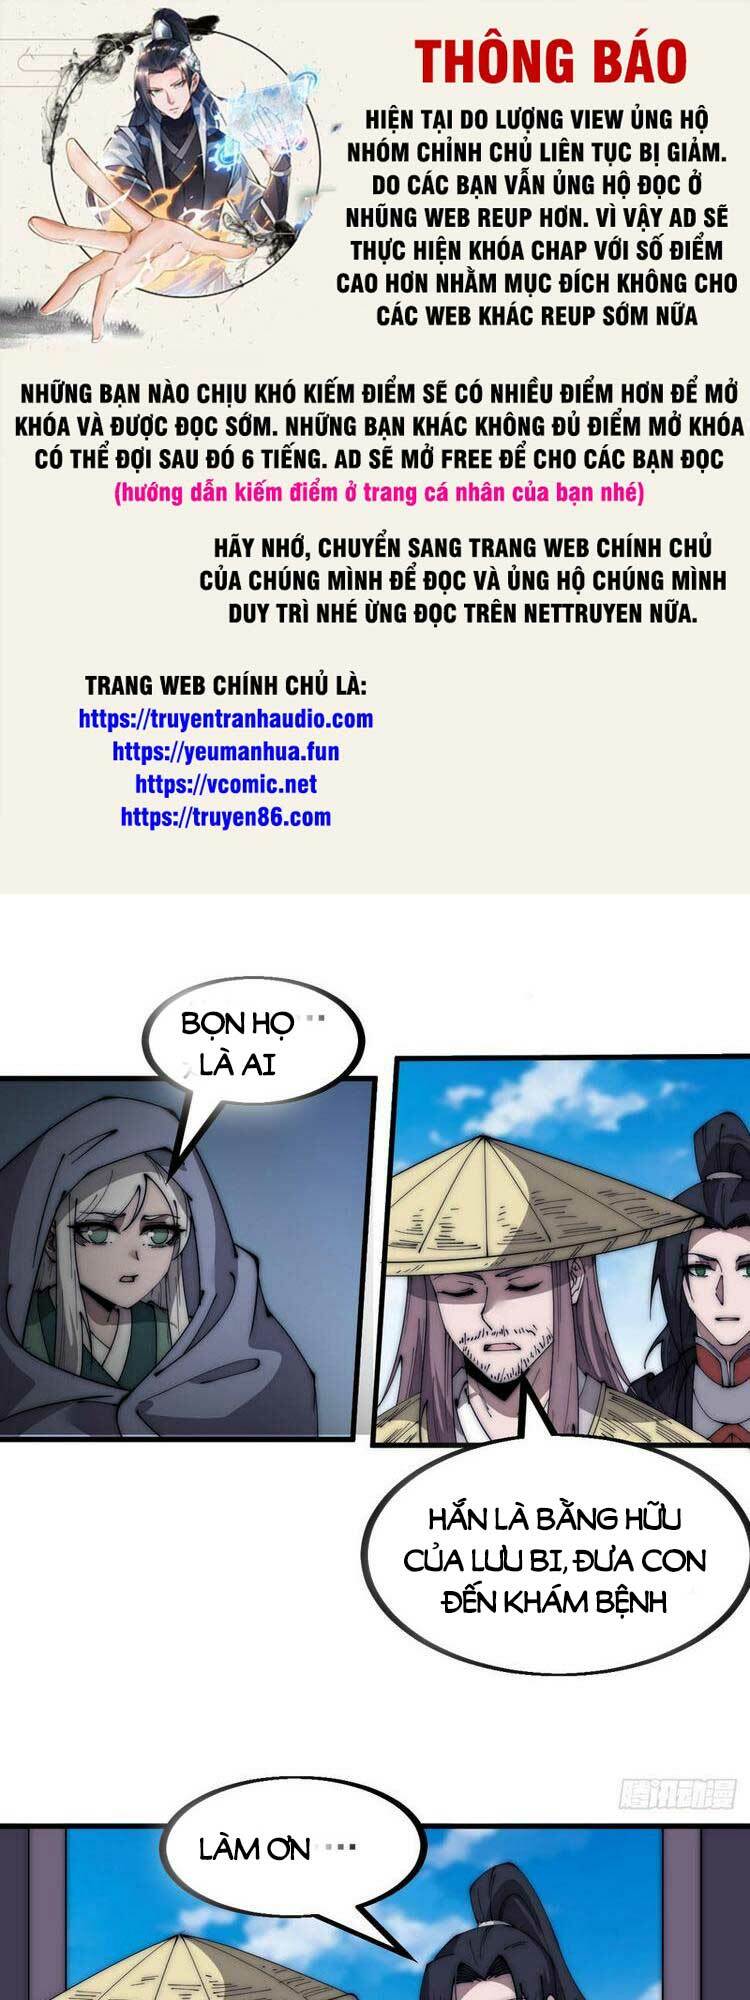 THÔNG BÁO
HIỆN TẠI DO LƯỢNG VIEW ỦNG HỘ
NHÓM CHỈNH CHỦ LIÊN TỤC BỊ GIẢM.
DO CÁC BẠN VẪN ỦNG HỘ ĐỌC Ở
NHŨNG WEB REUP HƠN. VÌ VẬY AD SẼ
THỰC HIỆN KHÓA CHAP VỚI SỐ ĐIỂM
CAO HƠN NHẰM MỤC ĐÍCH KHÔNG CHO
CÁC WEB KHÁC REUP SỚM NỮA
NHỮNG BẠN NÀO CHỊU KHÓ KIẾM ĐIỂM SẼ CÓ NHIỀU ĐIỂM HƠN ĐỂ MỞ
KHÓA VÀ ĐƯỢC ĐỌC SỚM. NHỮNG BẠN KHÁC KHÔNG ĐỦ ĐIỂM MỞ KHÓA
CÓ THỂ ĐỢI SAU ĐÓ 6 TIẾNG. AD SẼ MỞ FREE ĐỂ CHO CÁC BẠN ĐỌC
(hướng dẫn kiếm điểm ở trang cá nhân của bạn nhé)
HÃY NHỚ, CHUYỂN SANG TRANG WEB CHÍNH CHỦ
CỦA CHÚNG MÌNH ĐỂ ĐỌC VÀ ỦNG HỘ CHÚNG MÌNH
DUY TRÌ NHÉ ỪNG ĐỌC TRÊN NETTRUYEN NỮA.
TRANG WEB CHÍNH CHỦ LÀ:
https://truyentranhaudio.com
https://yeumanhua.fun
https://vcomic.net
https://truyen86.com
BỌN HỌ ...
LÀ AI
HẮN LÀ BẰNG HỮU
CỦA LƯU BI, ĐƯA CON
ĐẾN KHÁM BỆNH
腾讯动漫
LÀM ƠN ....